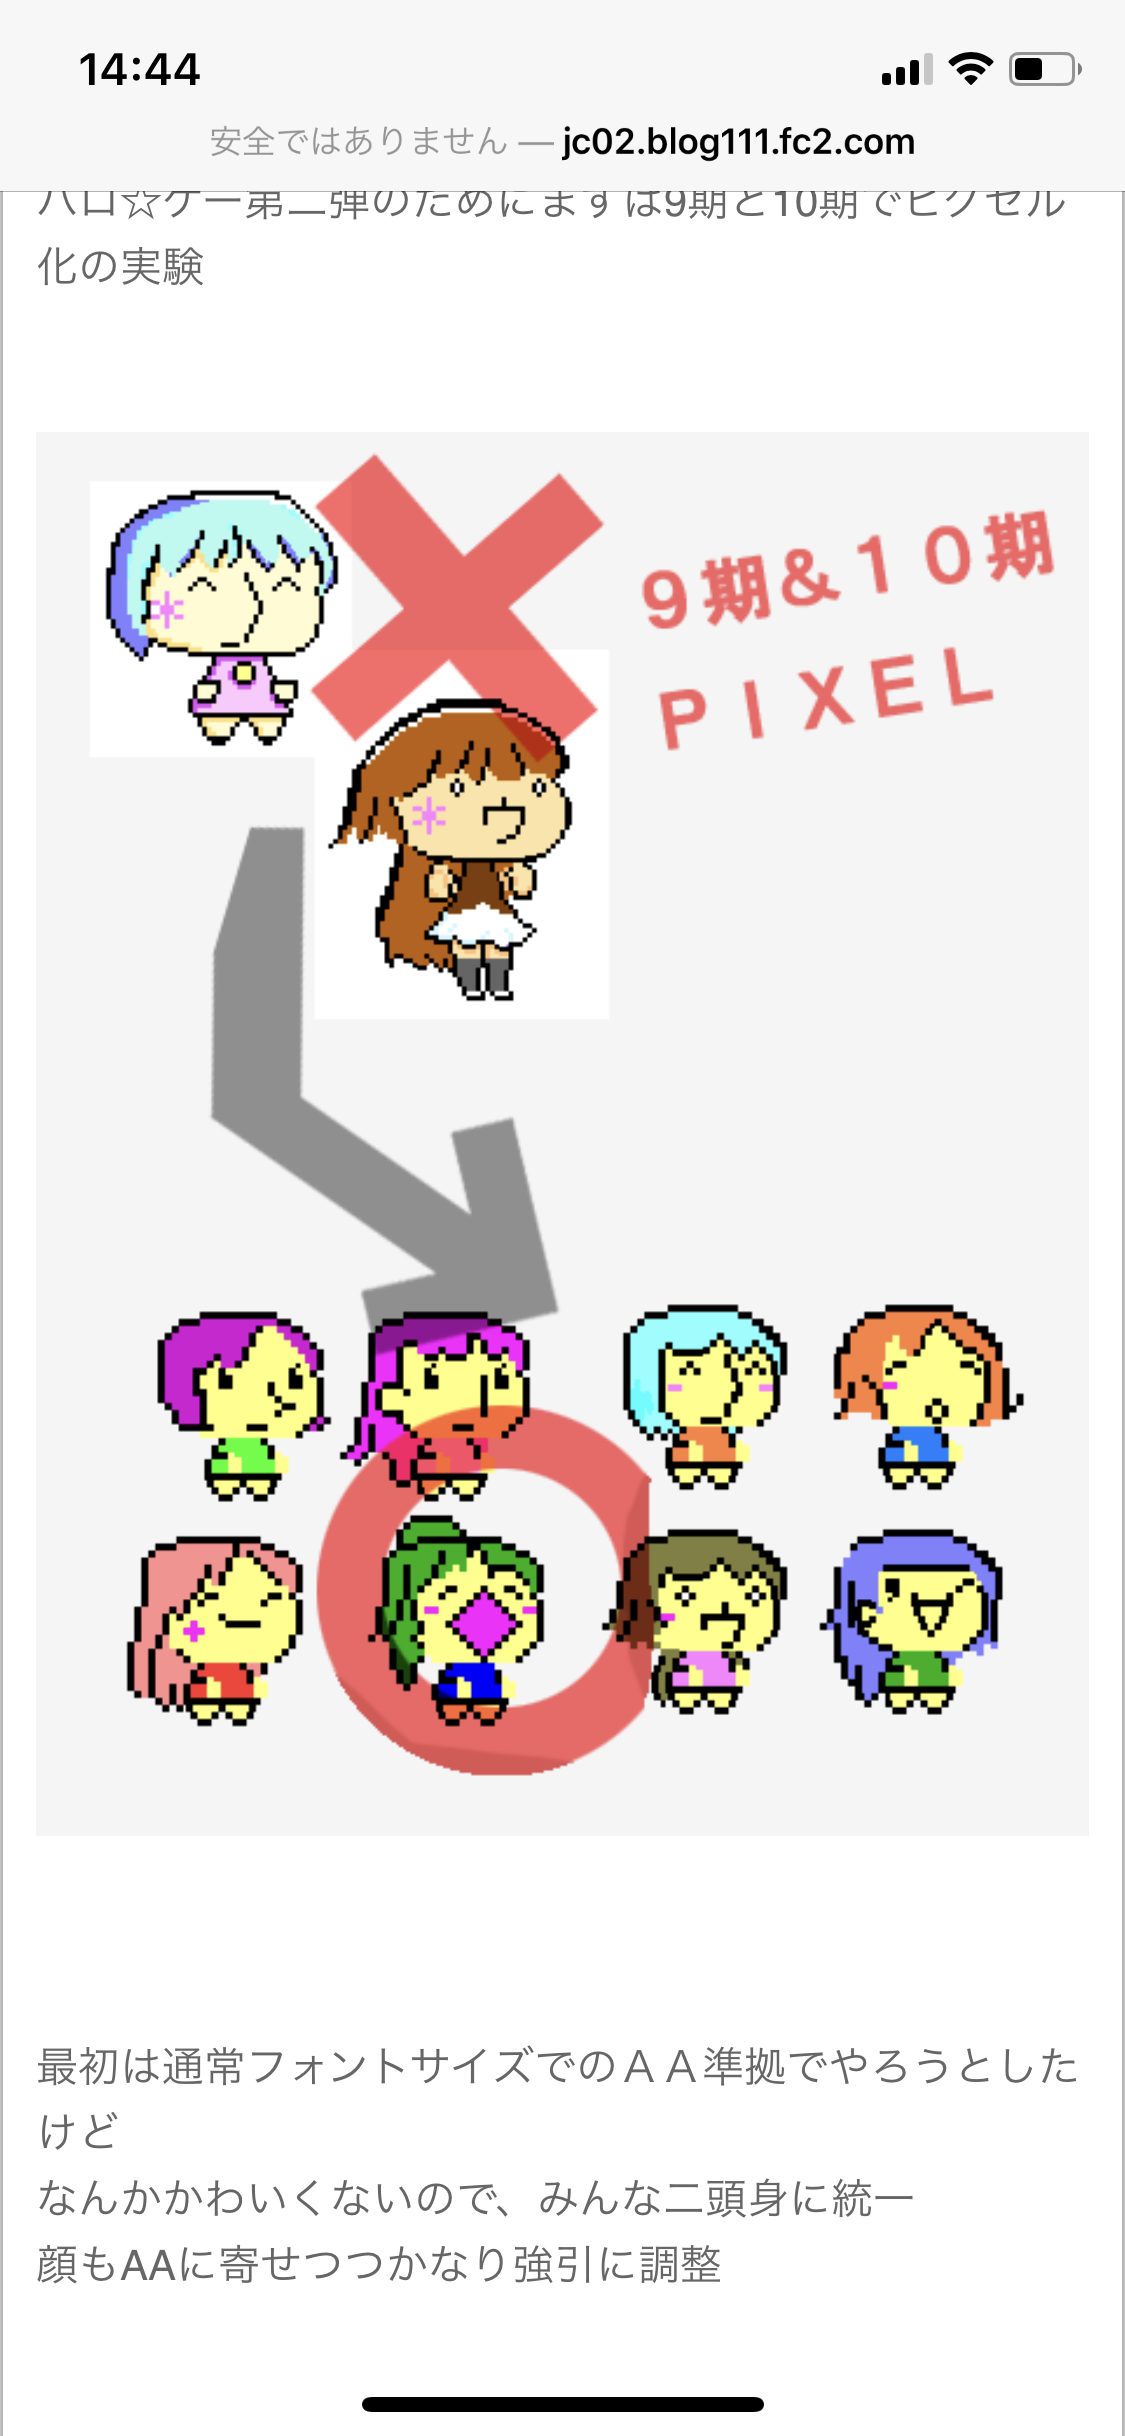 14:44
安全ではありません — jc02.blog111.fc2.com
ハロ☆ケー第二弾のためにまずは9期と10期でピクセル
化の実験
９期&１０期
ＰＩＸＥＬ
最初は通常フォントサイズでのＡＡ準拠でやろうとした
けど
なんかかわいくないので、みんな二頭身に統一
顔もAAに寄せつつかなり強引に調整